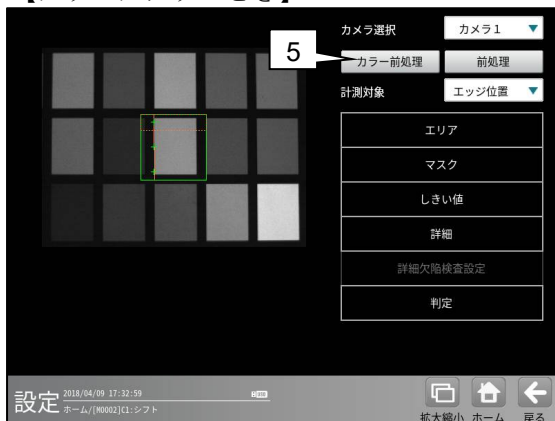 カメラ選択
カメラ1
5
カラー前処理
前処理
計測対象
エッジ位置
エリア
マスク
しきい値
詳細
詳細欠陥検査設定
判定
設定
2018/04/09 17:32:59
ホーム/[M0002]C1:シフト
拡大縮小
ホーム
戻る